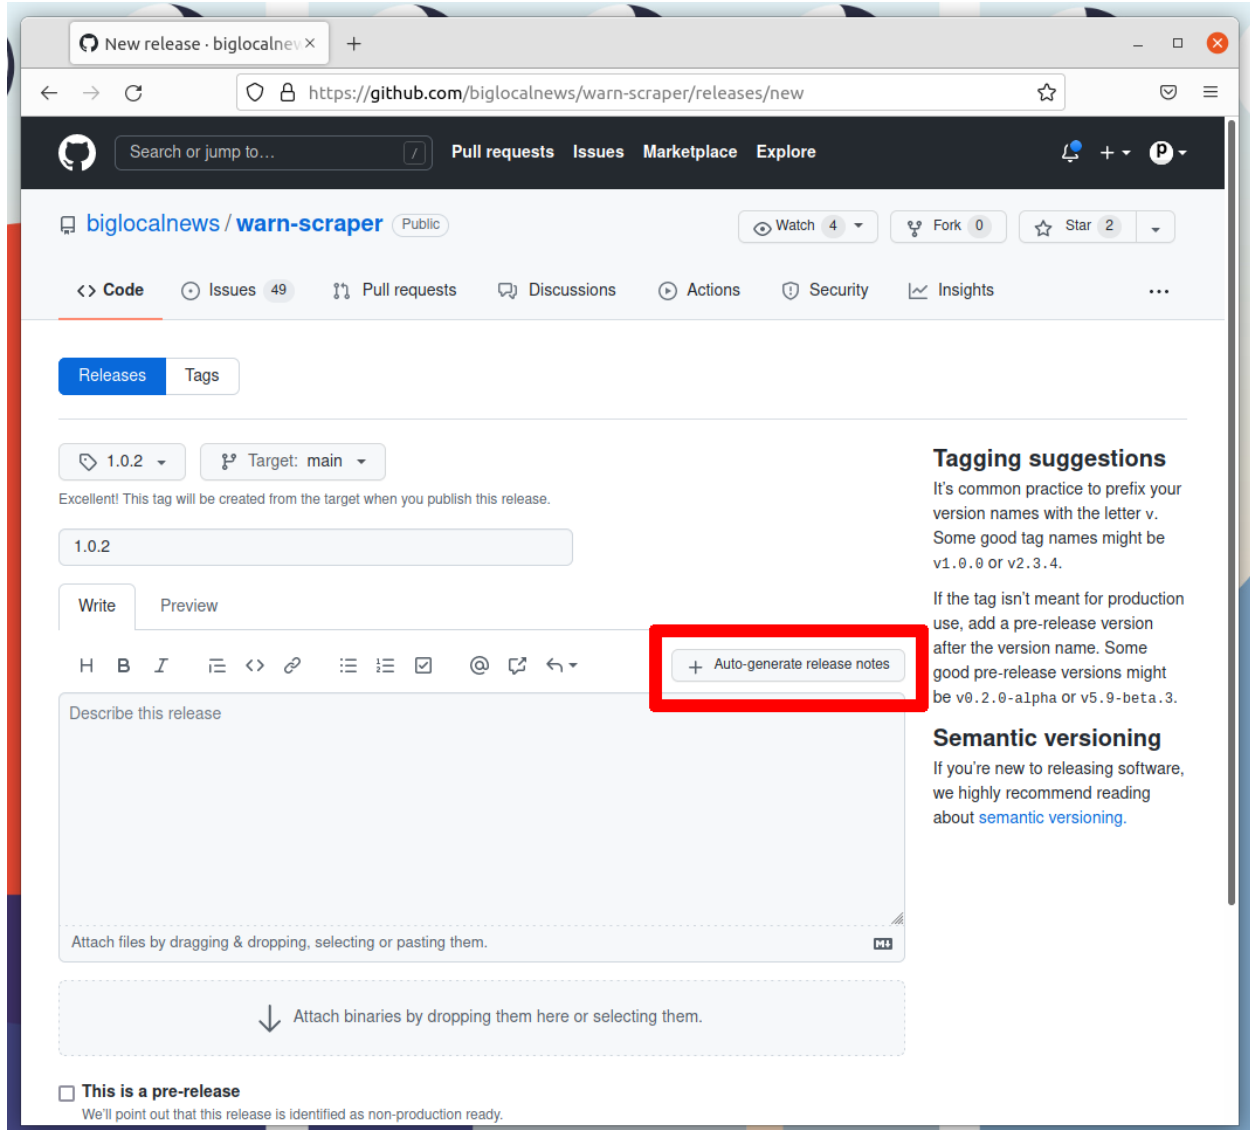 New release · biglocalnew
https://github.com/biglocalnews/warn-scraper/releases/new
Search or jump to… / Pull requests Issues Marketplace Explore
biglocalnews / warn-scraper Public
Watch 4 Fork 0 Star 2
Code Issues 49 Pull requests Discussions Actions Security Insights
Releases Tags
1.0.2 Target: main
Excellent! This tag will be created from the target when you publish this release.
1.0.2
Write Preview
Auto-generate release notes
Describe this release
Attach files by dragging & dropping, selecting or pasting them.
Attach binaries by dropping them here or selecting them.
This is a pre-release
We'll point out that this release is identified as non-production ready.
Tagging suggestions
It's common practice to prefix your
version names with the letter v.
Some good tag names might be
v1.0.0 or v2.3.4.
If the tag isn't meant for production
use, add a pre-release version
after the version name. Some
good pre-release versions might
be v0.2.0-alpha or v5.9-beta.3.
Semantic versioning
If you're new to releasing software,
we highly recommend reading
about semantic versioning.